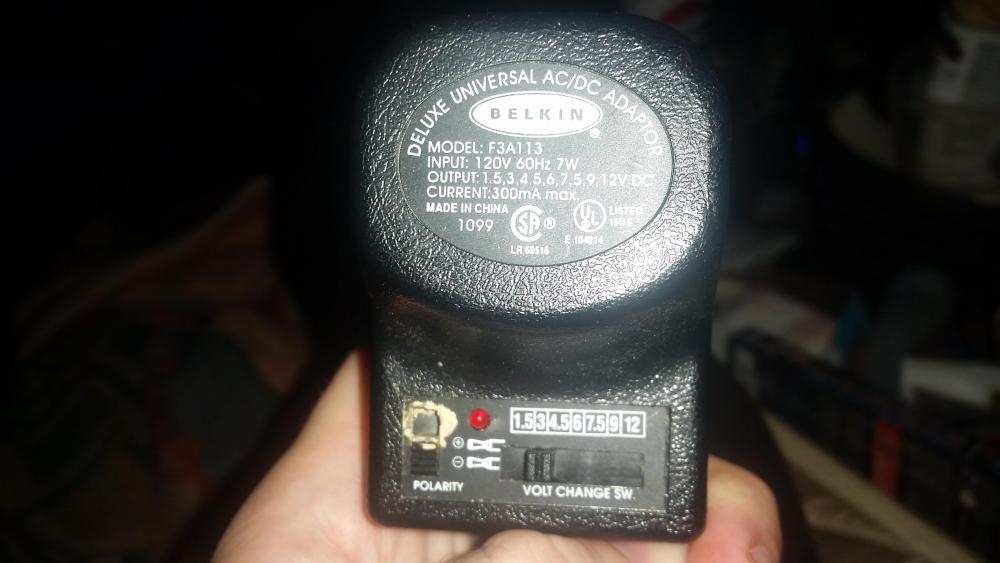 DELUXE UNIVERSAL AC/DC ADAPTOR
BELKIN ®
MODEL: F3A113
INPUT: 120V 60Hz 7W
OUTPUT: 1.5,3,4.5,6,7.5,9,12V DC
CURRENT: 300mA max.
MADE IN CHINA
1099
SA ®
UL LISTED
LR 69516
E 104014
1.5 3 4.5 6 7.5 9 12
+
-
POLARITY
VOLT CHANGE SW.